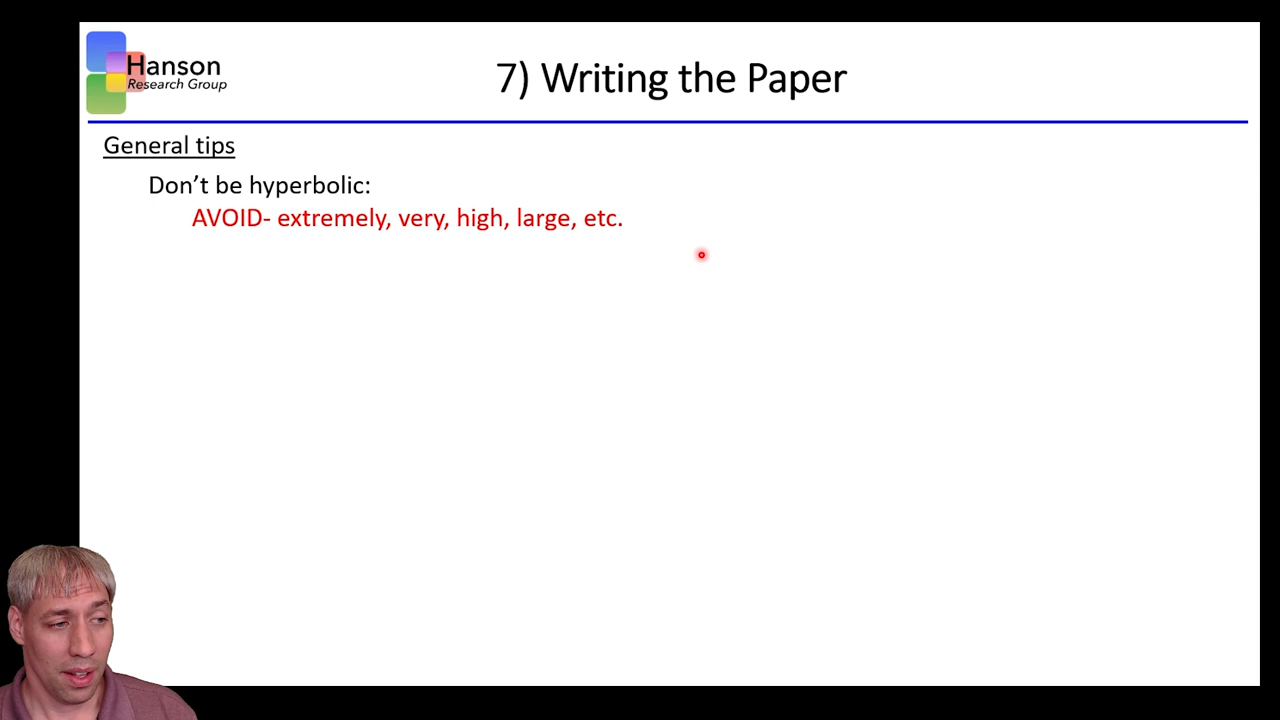 Hanson
Research Group
7) Writing the Paper
General tips
Don’t be hyperbolic:
AVOID- extremely, very, high, large, etc.